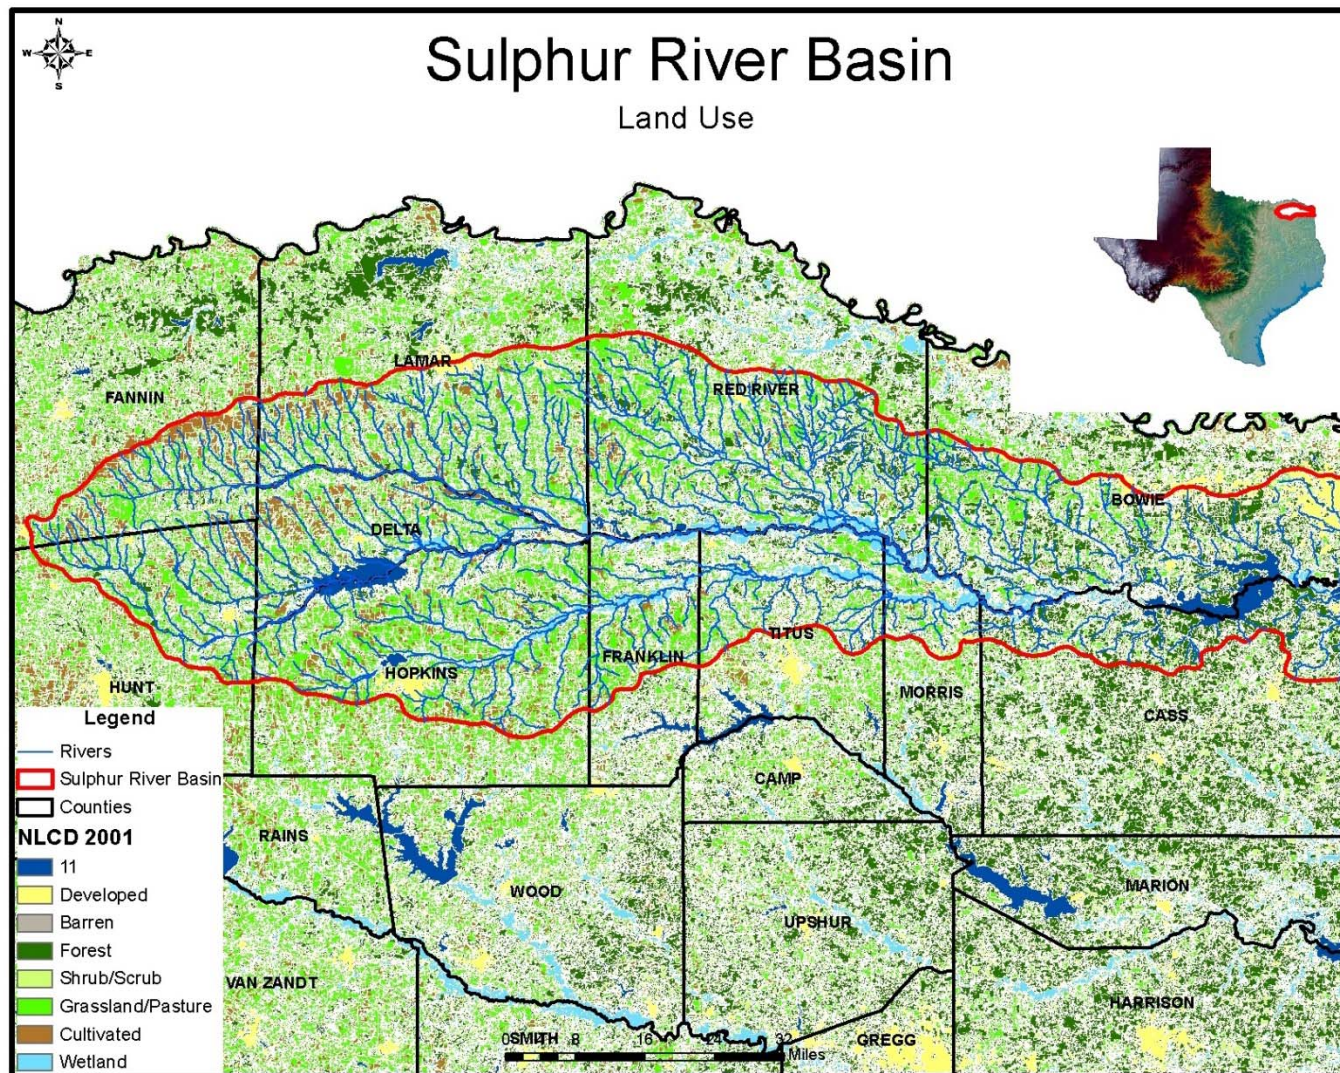 N
W E
S
Sulphur River Basin
Land Use
LAMAR
RED RIVER
FANNIN
BOWIE
DELTA
TITUS
FRANKLIN
HOPKINS
HUNT
MORRIS
CASS
Legend
Rivers
Sulphur River Basin
Counties
NLCD 2001
11
Developed
Barren
Forest
Shrub/Scrub
Grassland/Pasture
Cultivated
Wetland
CAMP
RAINS
WOOD
MARION
UPSHUR
VAN ZANDT
HARRISON
SMITH
GREGG
0 4 8 16 24 32
Miles